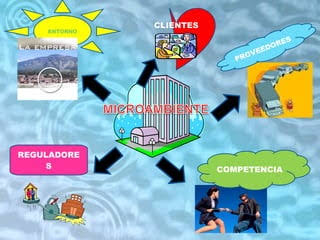 ENTORNO
LA EMPRESA
CLIENTES
PROVEEDORES
MICROAMBIENTE
REGULADORE
S
COMPETENCIA